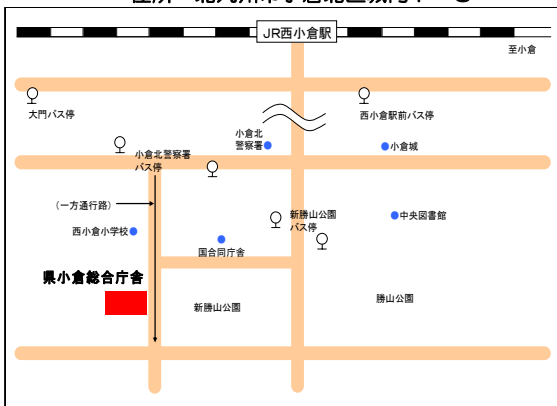 JR西小倉駅
至小倉
大門バス停
西小倉駅前バス停
小倉北
警察署
小倉城
小倉北警察署
バス停
(一方通行路)
新勝山公園
バス停
中央図書館
西小倉小学校
国合同庁舎
県小倉総合庁舎
新勝山公園
勝山公園